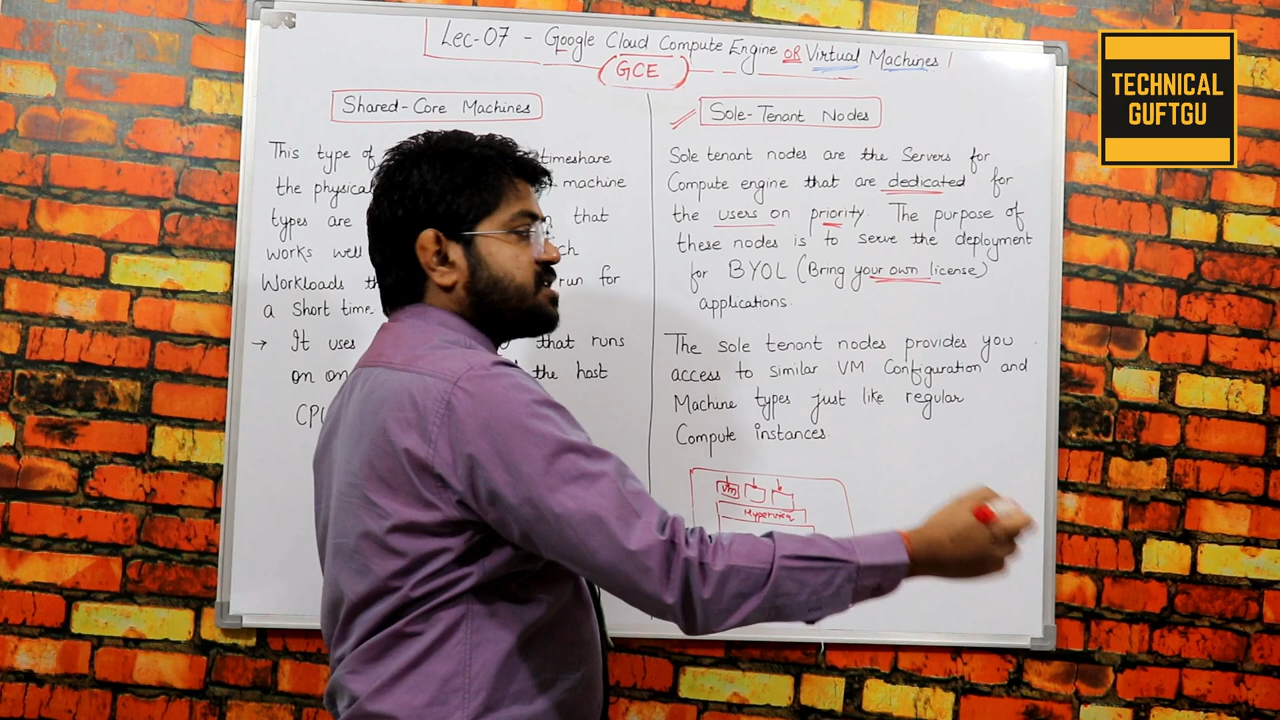 Lec-07 - Google Cloud Compute Engine OR Virtual Machines
(GCE)
Shared-Core Machines
This type of timeshare
the physical machine
types are that
works well
Workloads run for
a Short time
→ It uses that runs
on the host
CPU
Sole-Tenant Nodes
Sole tenant nodes are the Servers for
Compute engine that are dedicated for
the users on priority. The purpose of
these nodes is to serve the deployment
for BYOL (Bring your own license)
applications.
The sole tenant nodes provides you
access to similar VM Configuration and
Machine types just like regular
Compute instances.
VM
TECHNICAL
GUFTGU